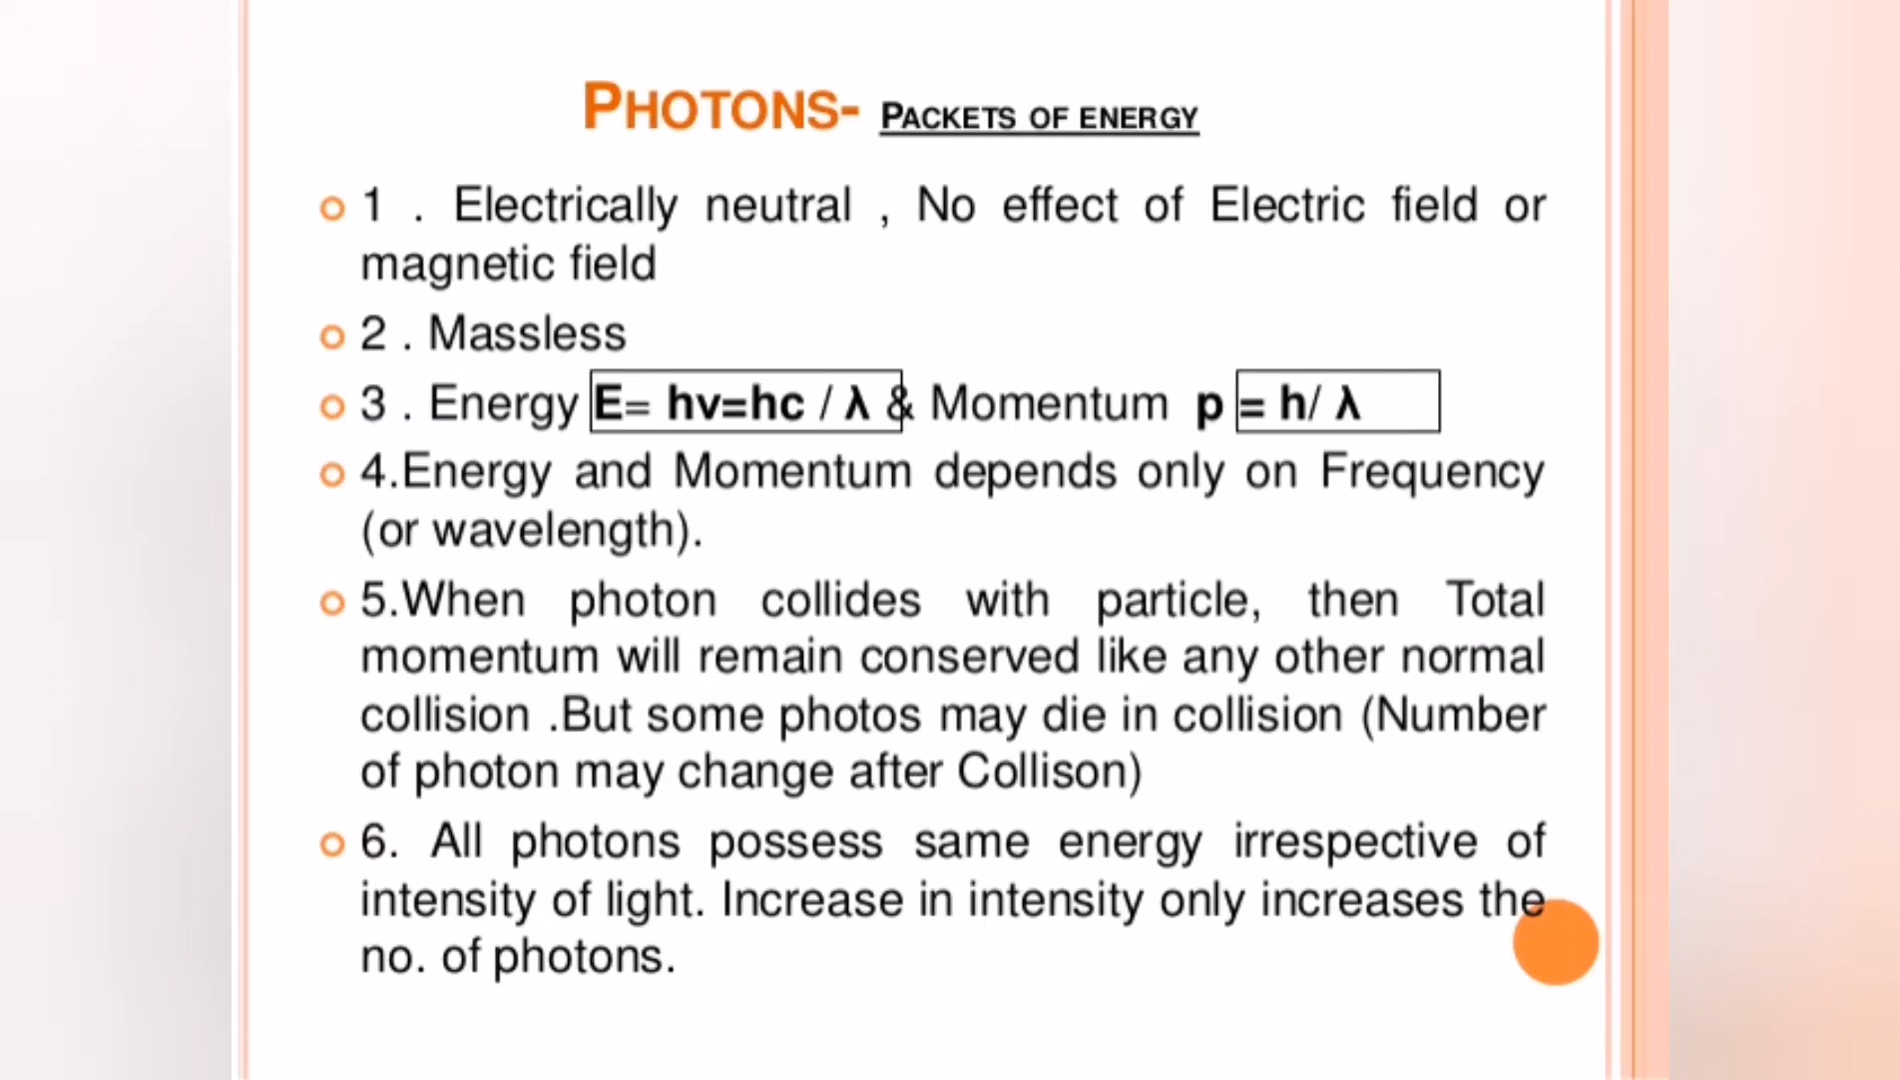 PHOTONS- PACKETS OF ENERGY
1 . Electrically neutral , No effect of Electric field or
magnetic field
2 . Massless
3 . Energy E= hv=hc / λ & Momentum p = h/ λ
4.Energy and Momentum depends only on Frequency
(or wavelength).
5.When photon collides with particle, then Total
momentum will remain conserved like any other normal
collision .But some photos may die in collision (Number
of photon may change after Collison)
6. All photons possess same energy irrespective of
intensity of light. Increase in intensity only increases the
no. of photons.